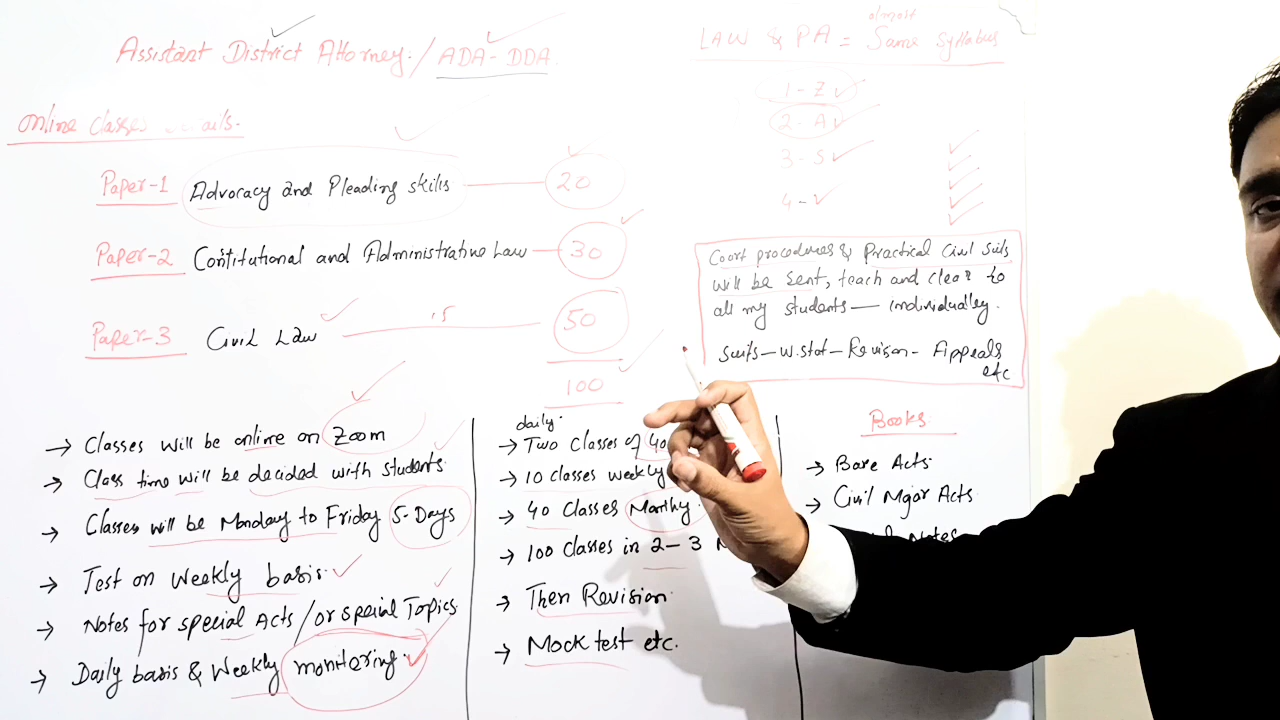 Assistant District Attorney. / ADA - DDA.
Online Classes
Paper-1 Advocacy and Pleading skills — 20
Paper-2 Contitutional and Administrative Law — 30
Paper-3 Civil Law — 50
15
100
→ Classes will be online on Zoom
→ Class time will be decided with students.
→ Classes will be Monday to Friday 5-Days
→ Test on weekly basis.
→ Notes for special Acts / or special Topics.
→ Daily basis & Weekly monitoring.
daily.
→ Two Classes of 40
→ 10 classes weekly
→ 40 Classes Monthy.
→ 100 Classes in 2-3
→ Then Revision
→ Mock test etc.
almost
LAW & PA = Same Syllabus
1 - Z
2 - A
3 - S
4 -
Court procedures & Practical Civil Suits
will be sent, teach and clear to
all my students — individualley.
Suits — W.stat — Revison - Appeals
etc
Books.
→ Bare Acts
→ Civil Mjor Acts
Notes